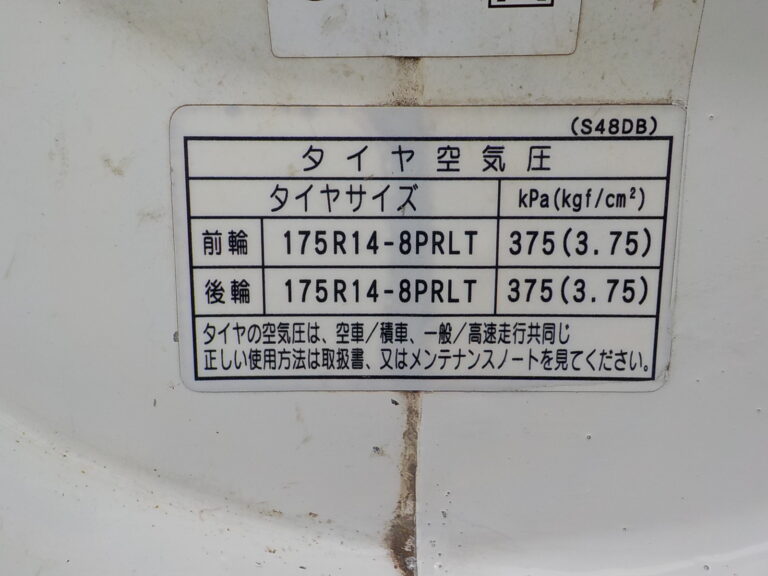 (S48DB)
タイヤ空気圧
タイヤサイズ kPa(kgf/cm²)
前輪 175R14-8PRLT 375(3.75)
後輪 175R14-8PRLT 375(3.75)
タイヤの空気圧は、空車／積車、一般／高速走行共同じ
正しい使用方法は取扱書、又はメンテナンスノートを見てください。